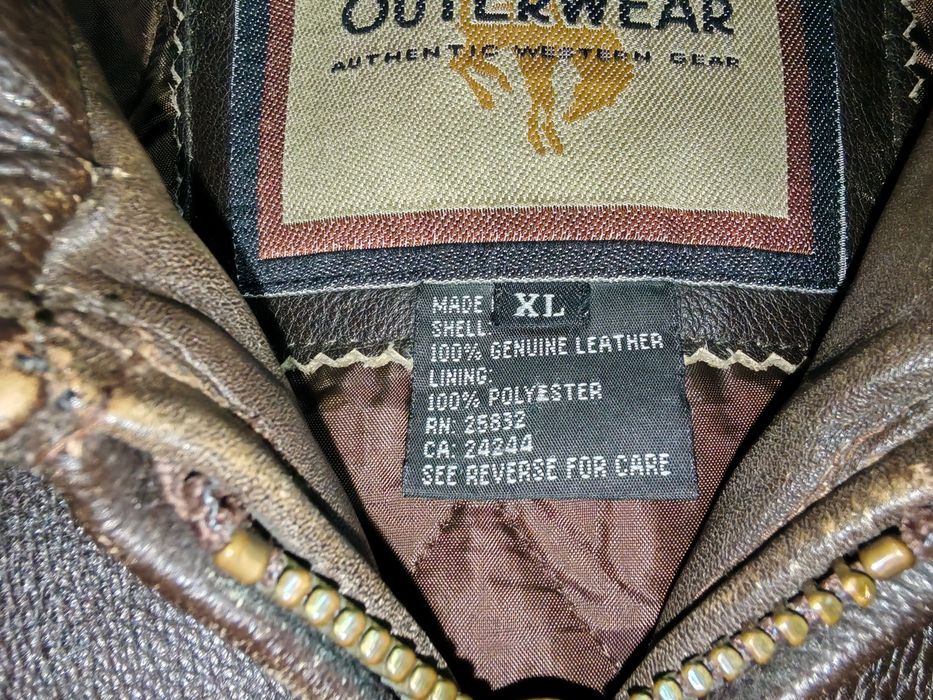 OUTERWEAR
AUTHENTIC WESTERN GEAR
MADE XL
SHELL:
100% GENUINE LEATHER
LINING:
100% POLYESTER
RN: 25832
CA: 24244
SEE REVERSE FOR CARE